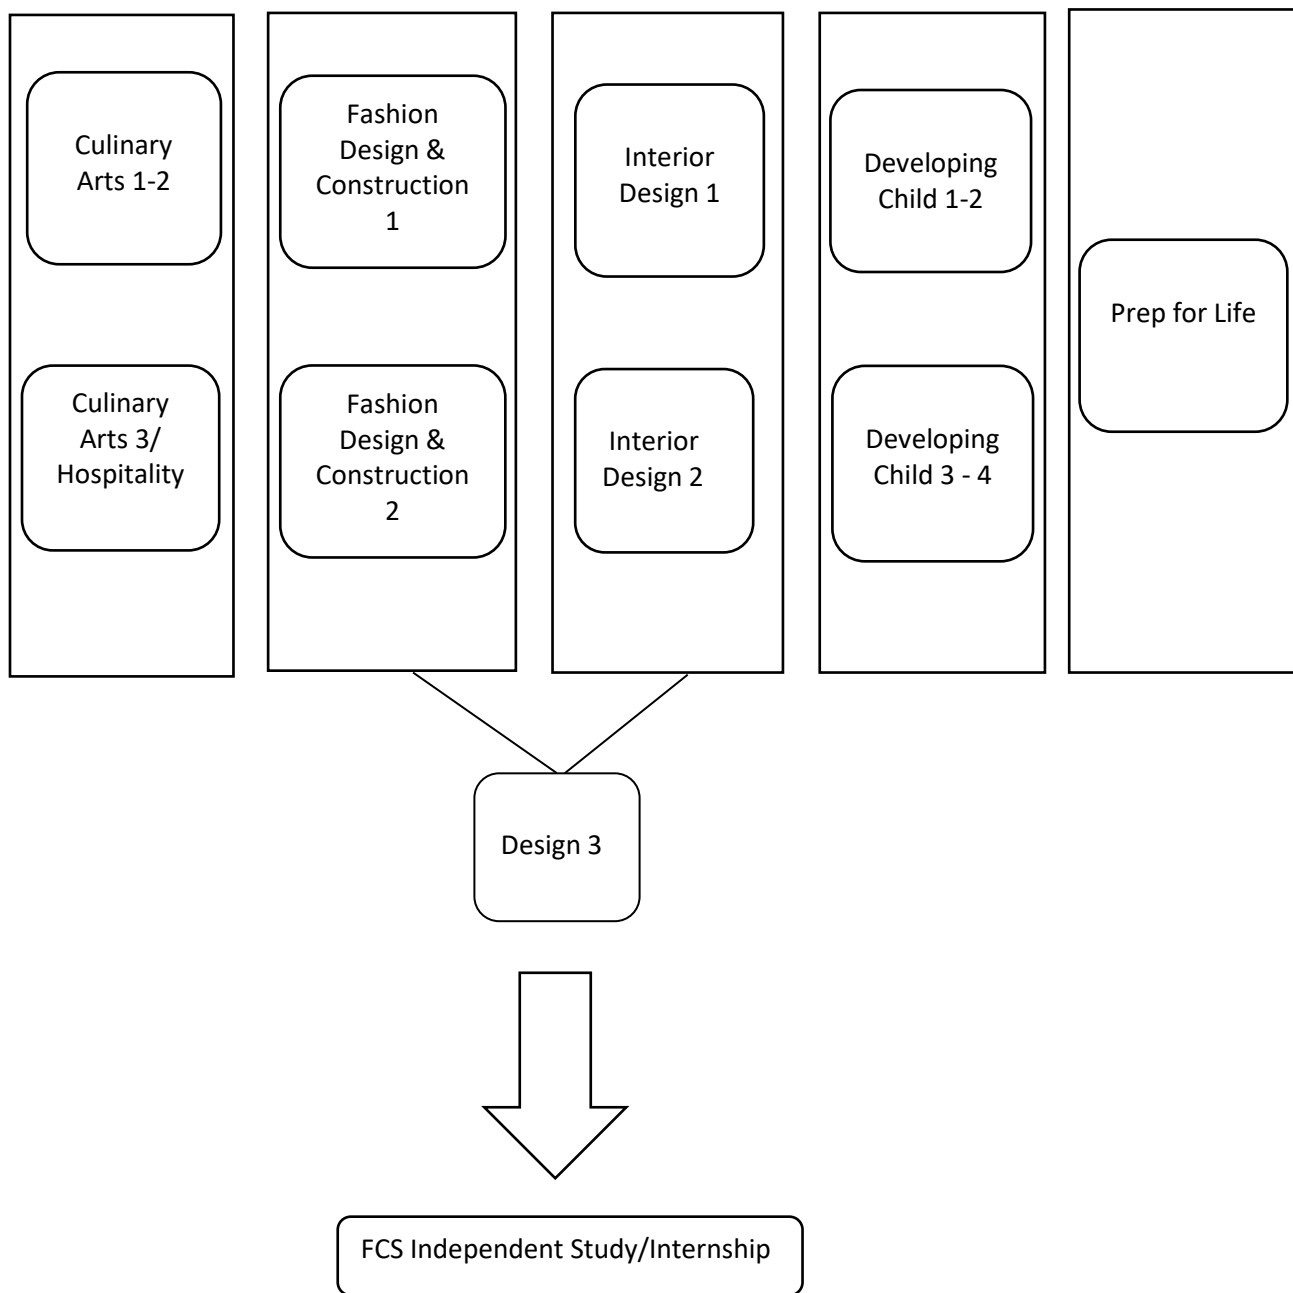 Culinary
Arts 1-2
Fashion
Design &
Construction
1
Interior
Design 1
Developing
Child 1-2
Prep for Life
Culinary
Arts 3/
Hospitality
Fashion
Design &
Construction
2
Interior
Design 2
Developing
Child 3 - 4
Design 3
FCS Independent Study/Internship